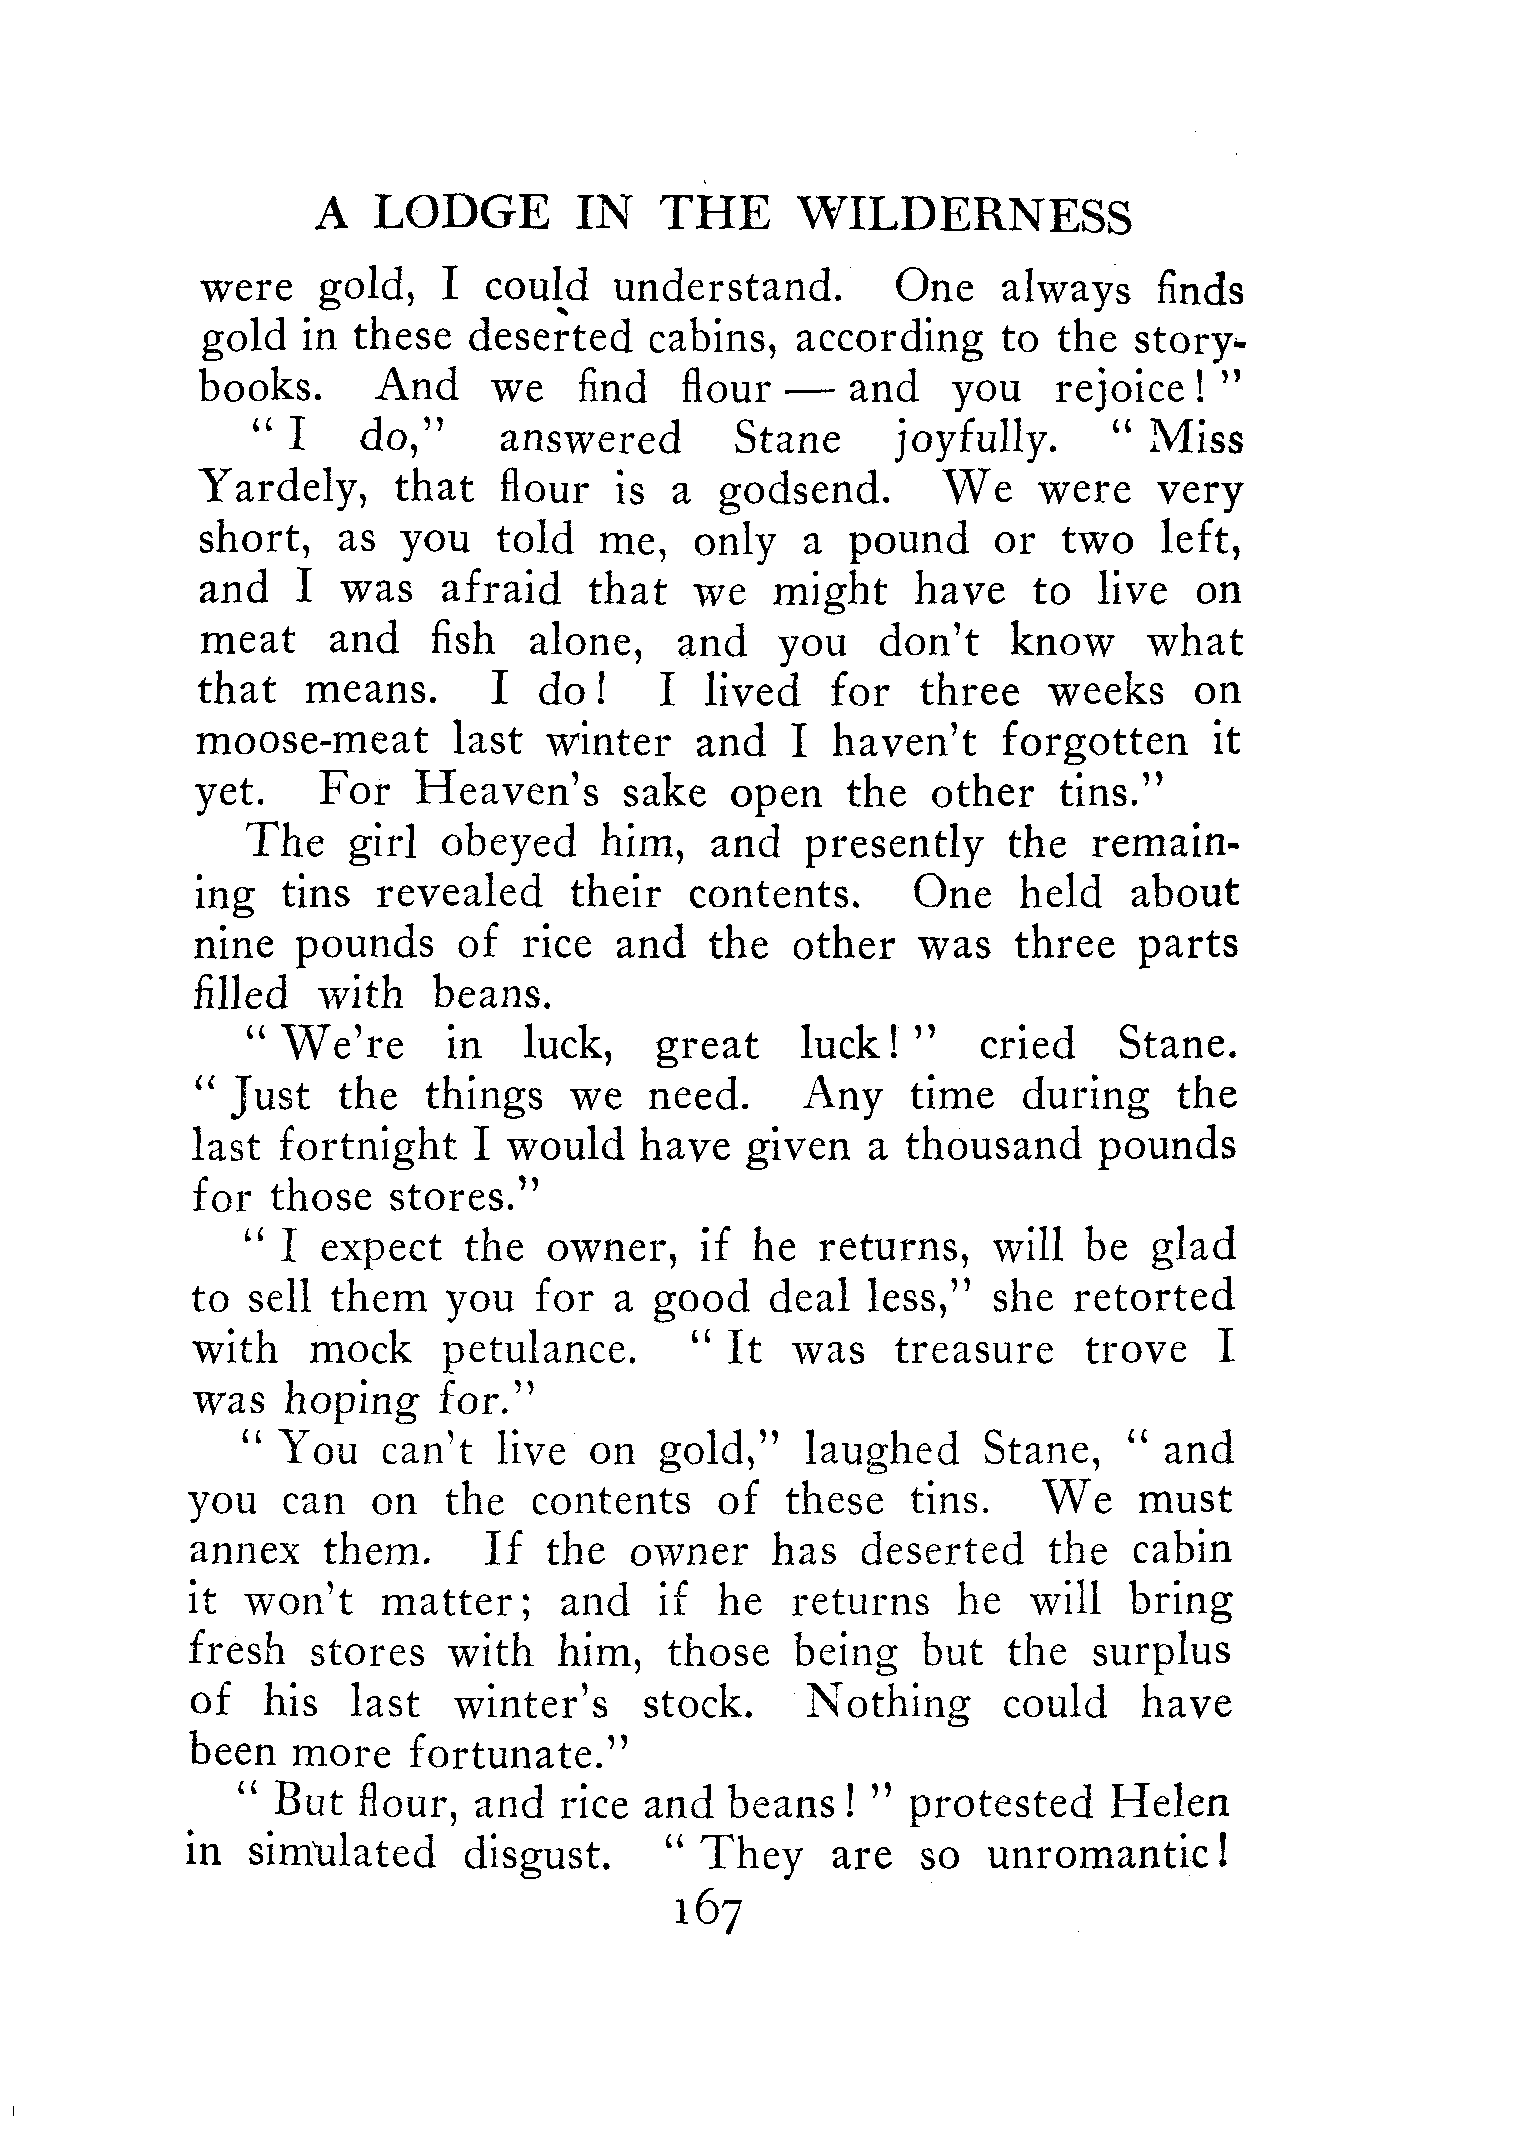 A LODGE IN THE WILDERNESS
were gold, I could understand. One always finds
gold in these deserted cabins, according to the story-
books. And we find flour — and you rejoice! "
" I do," answered Stane joyfully. " Miss
Yardely, that flour is a godsend. We were very
short, as you told me, only a pound or two left,
and I was afraid that we might have to live on
meat and fish alone, and you don't know what
that means. I do! I lived for three weeks on
moose-meat last winter and I haven't forgotten it
yet. For Heaven's sake open the other tins."
The girl obeyed him, and presently the remain-
ing tins revealed their contents. One held about
nine pounds of rice and the other was three parts
filled with beans.
" We're in luck, great luck! " cried Stane.
" Just the things we need. Any time during the
last fortnight I would have given a thousand pounds
for those stores."
" I expect the owner, if he returns, will be glad
to sell them you for a good deal less," she retorted
with mock petulance. " It was treasure trove I
was hoping for."
" You can't live on gold," laughed Stane, " and
you can on the contents of these tins. We must
annex them. If the owner has deserted the cabin
it won't matter; and if he returns he will bring
fresh stores with him, those being but the surplus
of his last winter's stock. Nothing could have
been more fortunate."
" But flour, and rice and beans! " protested Helen
in simulated disgust. " They are so unromantic!
167